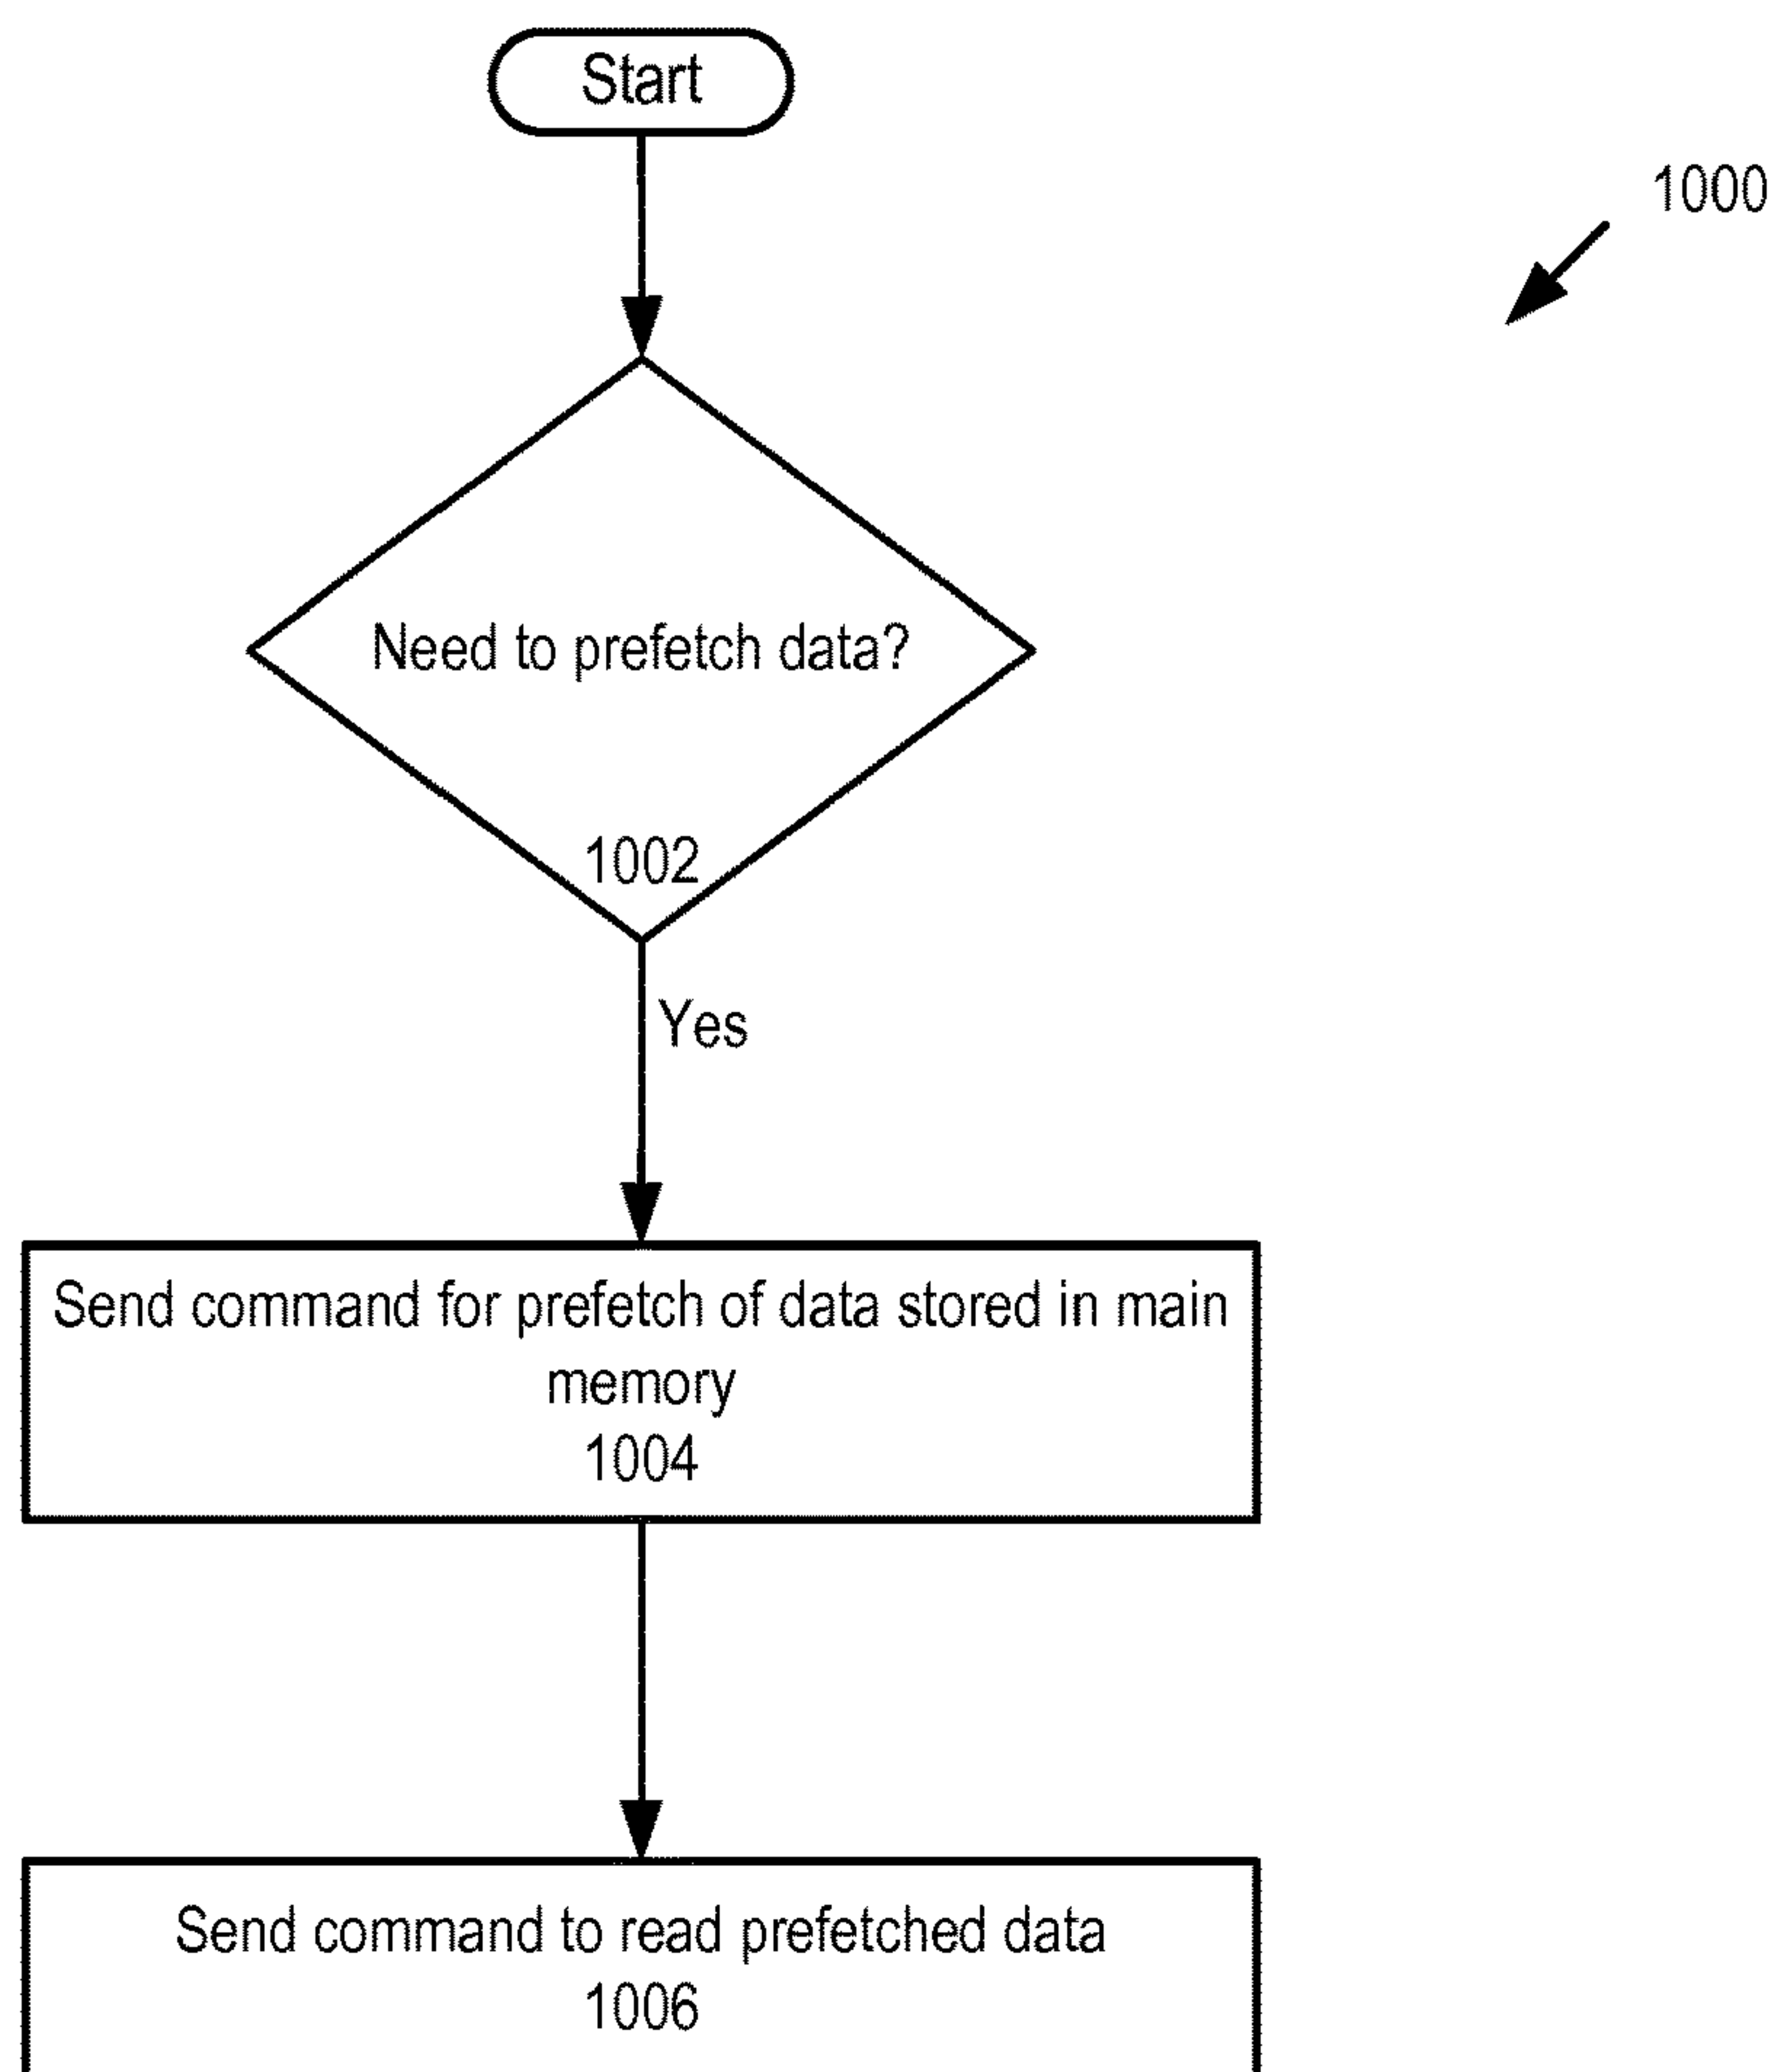 Start
1000
Need to prefetch data?
1002
Yes
Send command for prefetch of data stored in main
memory
1004
Send command to read prefetched data
1006